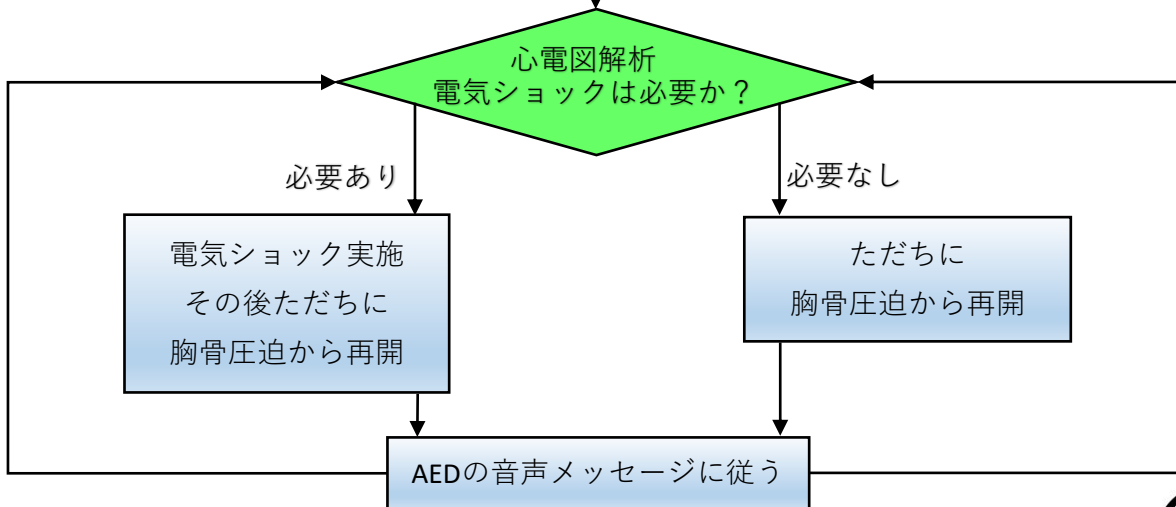 心電図解析
電気ショックは必要か？
必要あり
必要なし
電気ショック実施
その後ただちに
胸骨圧迫から再開
ただちに
胸骨圧迫から再開
AEDの音声メッセージに従う